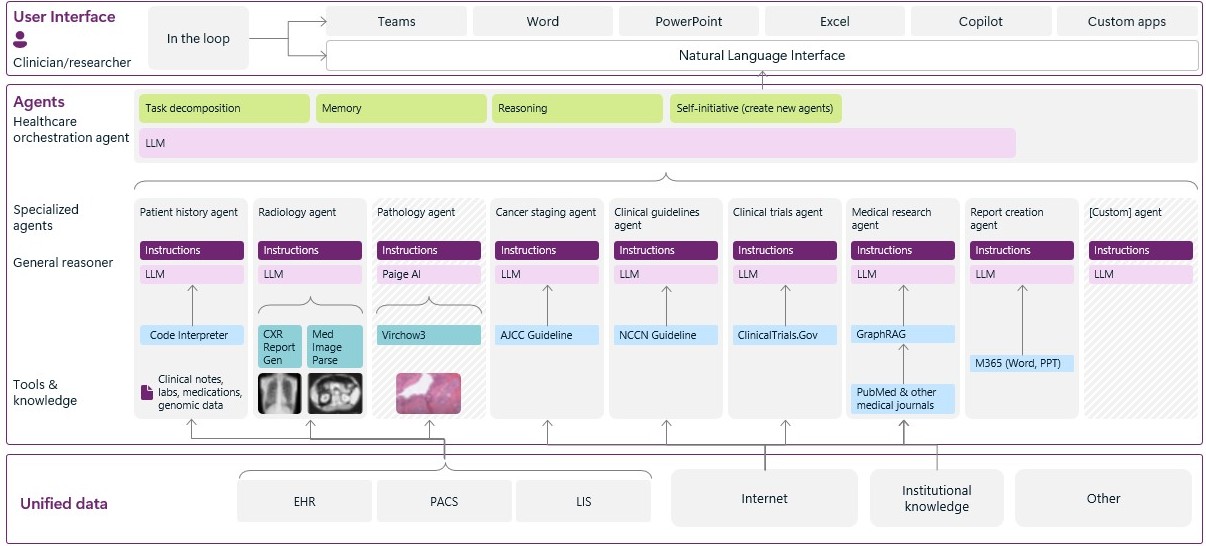 User Interface
Clinician/researcher
In the loop
Teams
Word
PowerPoint
Excel
Copilot
Custom apps
Natural Language Interface
Agents
Healthcare
orchestration agent
Task decomposition
Memory
Reasoning
Self-initiative (create new agents)
LLM
Specialized
agents
General reasoner
Tools &
knowledge
Patient history agent
Instructions
LLM
Code Interpreter
Clinical notes,
labs, medications,
genomic data
Radiology agent
Instructions
LLM
CXR
Report
Gen
Med
Image
Parse
Pathology agent
Instructions
Paige AI
Virchow3
Cancer staging agent
Instructions
LLM
AJCC Guideline
Clinical guidelines
agent
Instructions
LLM
NCCN Guideline
Clinical trials agent
Instructions
LLM
ClinicalTrials.Gov
Medical research
agent
Instructions
LLM
GraphRAG
PubMed & other
medical journals
Report creation
agent
Instructions
LLM
M365 (Word, PPT)
[Custom] agent
Instructions
LLM
Unified data
EHR
PACS
LIS
Internet
Institutional
knowledge
Other